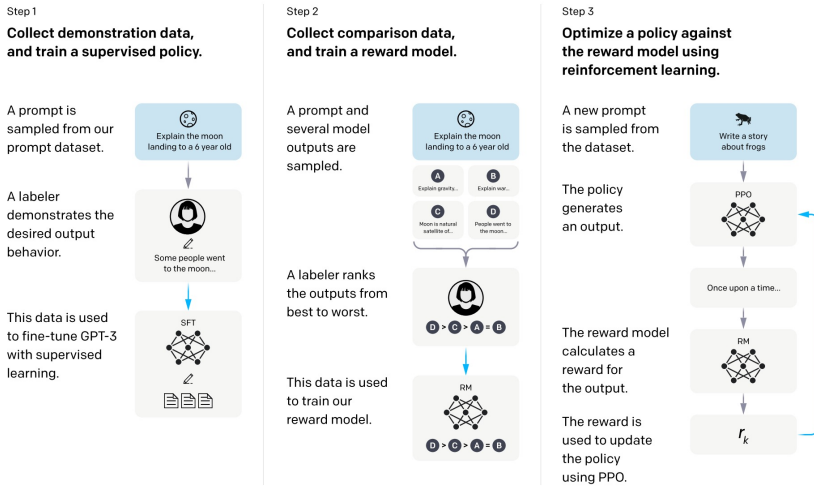 Step 1
Collect demonstration data,
and train a supervised policy.
A prompt is
sampled from our
prompt dataset.
Explain the moon
landing to a 6 year old
A labeler
demonstrates the
desired output
behavior.
Some people went
to the moon...
This data is used
to fine-tune GPT-3
with supervised
learning.
SFT
Step 2
Collect comparison data,
and train a reward model.
A prompt and
several model
outputs are
sampled.
Explain the moon
landing to a 6 year old
A
Explain gravity...
B
Explain war...
C
Moon is natural
satellite of...
D
People went to
the moon...
A labeler ranks
the outputs from
best to worst.
D > C > A = B
This data is used
to train our
reward model.
RM
D > C > A = B
Step 3
Optimize a policy against
the reward model using
reinforcement learning.
A new prompt
is sampled from
the dataset.
Write a story
about frogs
The policy
generates
an output.
PPO
Once upon a time...
The reward model
calculates a
reward for
the output.
RM
The reward is
used to update
the policy
using PPO.
r_k